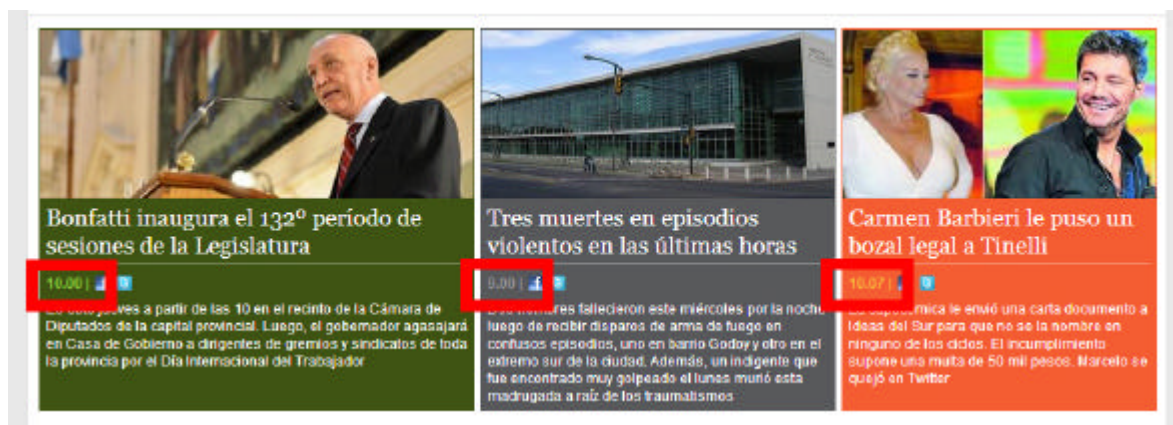 Bonfatti inaugura el 132º período de
sesiones de la Legislatura
10.00 |
jueves a partir de las 10 en el recinto de la Cámara de
Diputados de la capital provincial. Luego, el gobernador agasajará
en Casa de Gobierno a dirigentes de gremios y sindicatos de toda
la provincia por el Día Internacional del Trabajador
Tres muertes en episodios
violentos en las últimas horas
9.00 |
fallecieron este miércoles por la noche
luego de recibir disparos de arma de fuego en
confusos episodios, uno en barrio Godoy y otro en el
extremo sur de la ciudad. Además, un indigente que
fue encontrado muy golpeado el lunes murió esta
madrugada a raíz de los traumatismos
Carmen Barbieri le puso un
bozal legal a Tinelli
10.07 |
le envió una carta documento a
Ideas del Sur para que no se la nombre en
ninguno de los ciclos. El incumplimiento
supone una multa de 50 mil pesos. Marcelo se
quejó en Twitter